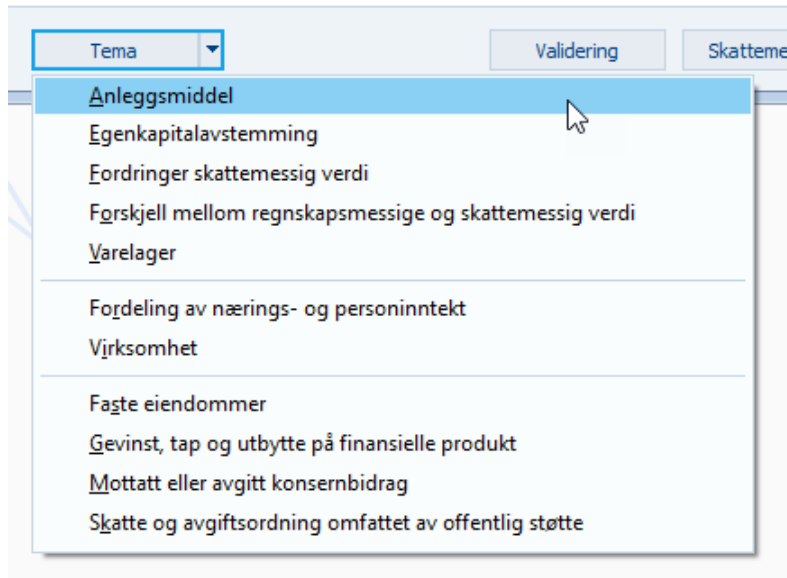 Tema
Validering
Skatteme
Anleggsmiddel
Egenkapitalavstemming
Fordringer skattemessig verdi
Forskjell mellom regnskapsmessige og skattemessig verdi
Varelager
Fordeling av nærings- og personinntekt
Virksomhet
Faste eiendommer
Gevinst, tap og utbytte på finansielle produkt
Mottatt eller avgitt konsernbidrag
Skatte og avgiftsordning omfattet av offentlig støtte